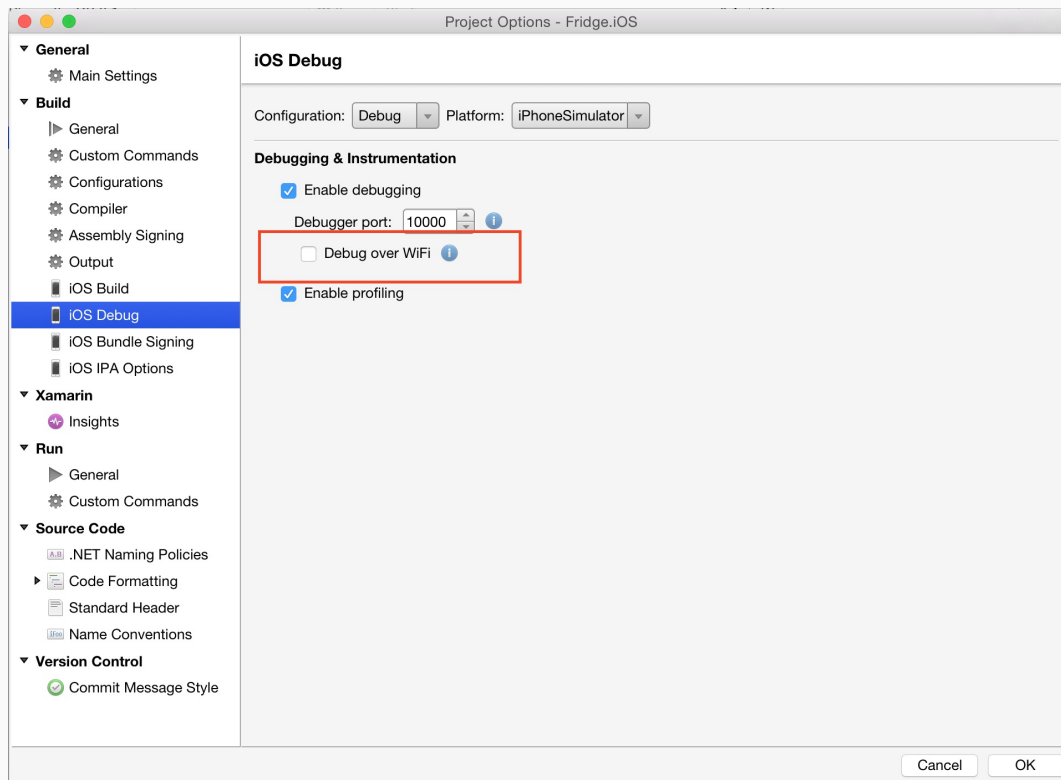 Project Options - Fridge.iOS
General
Main Settings
Build
General
Custom Commands
Configurations
Compiler
Assembly Signing
Output
iOS Build
iOS Debug
iOS Bundle Signing
iOS IPA Options
Xamarin
Insights
Run
General
Custom Commands
Source Code
A.B .NET Naming Policies
Code Formatting
Standard Header
ifoo Name Conventions
Version Control
Commit Message Style
iOS Debug
Configuration: Debug Platform: iPhoneSimulator
Debugging & Instrumentation
Enable debugging
Debugger port: 10000 i
Debug over WiFi i
Enable profiling
Cancel OK